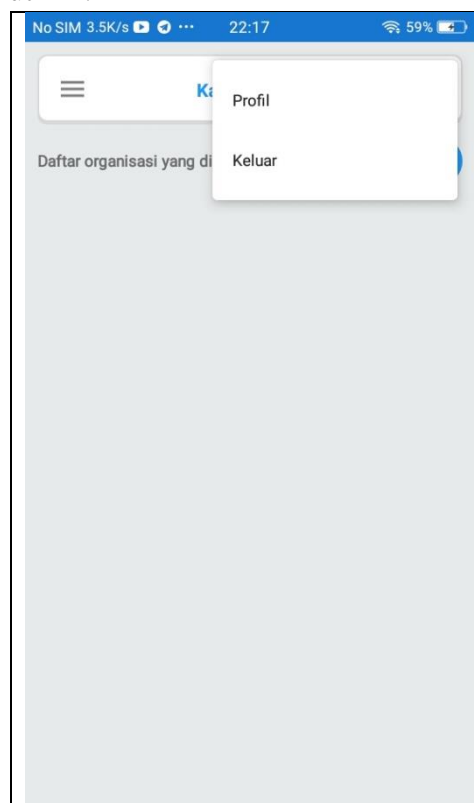 No SIM 3.5K/s ... 22:17 59%
Ka
Profil
Daftar organisasi yang di
Keluar